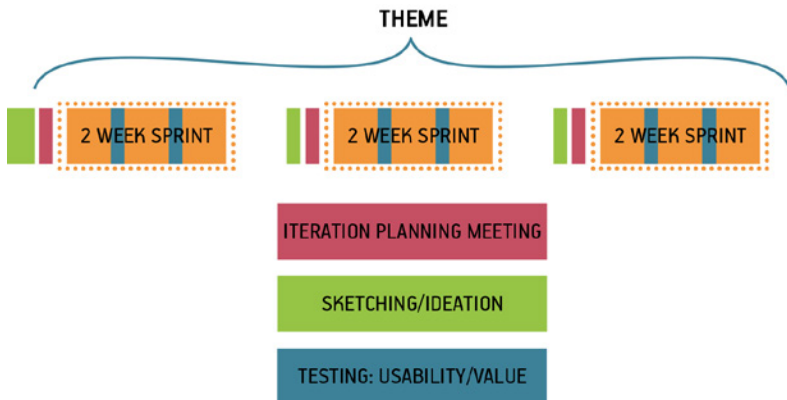 THEME
2 WEEK SPRINT
2 WEEK SPRINT
2 WEEK SPRINT
ITERATION PLANNING MEETING
SKETCHING/IDEATION
TESTING: USABILITY/VALUE